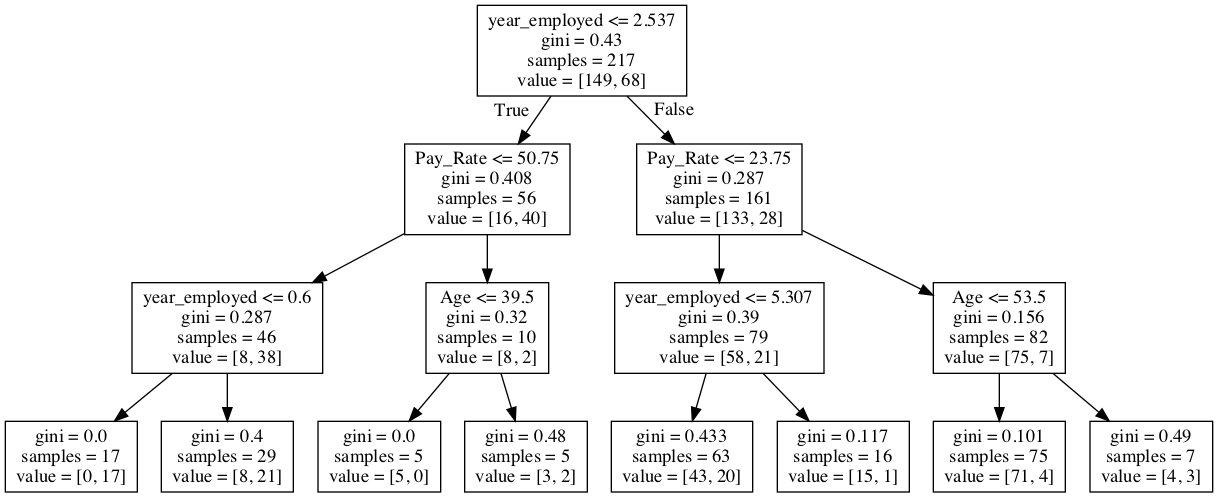 year_employed <= 2.537
gini = 0.43
samples = 217
value = [149, 68]
True
False
Pay_Rate <= 50.75
gini = 0.408
samples = 56
value = [16, 40]
Pay_Rate <= 23.75
gini = 0.287
samples = 161
value = [133, 28]
year_employed <= 0.6
gini = 0.287
samples = 46
value = [8, 38]
Age <= 39.5
gini = 0.32
samples = 10
value = [8, 2]
year_employed <= 5.307
gini = 0.39
samples = 79
value = [58, 21]
Age <= 53.5
gini = 0.156
samples = 82
value = [75, 7]
gini = 0.0
samples = 17
value = [0, 17]
gini = 0.4
samples = 29
value = [8, 21]
gini = 0.0
samples = 5
value = [5, 0]
gini = 0.48
samples = 5
value = [3, 2]
gini = 0.433
samples = 63
value = [43, 20]
gini = 0.117
samples = 16
value = [15, 1]
gini = 0.101
samples = 75
value = [71, 4]
gini = 0.49
samples = 7
value = [4, 3]